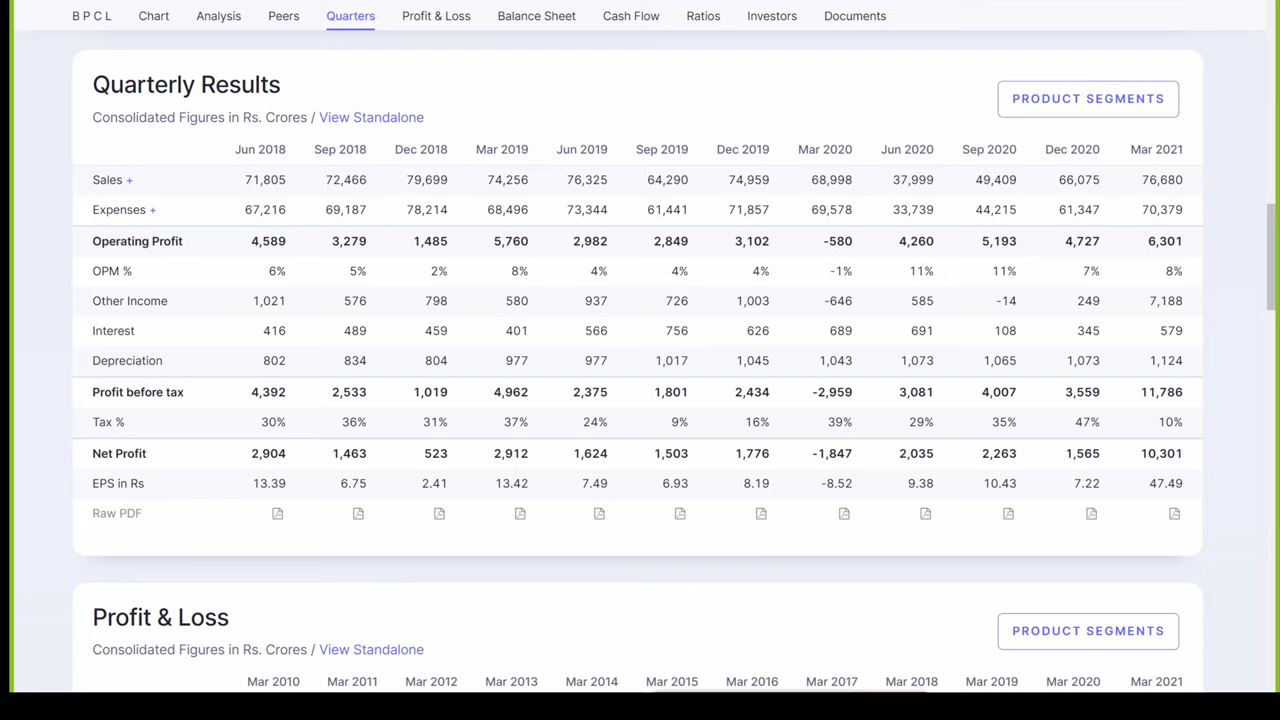 B P C L Chart Analysis Peers Quarters Profit & Loss Balance Sheet Cash Flow Ratios Investors Documents
Quarterly Results
PRODUCT SEGMENTS
Consolidated Figures in Rs. Crores / View Standalone
Jun 2018 Sep 2018 Dec 2018 Mar 2019 Jun 2019 Sep 2019 Dec 2019 Mar 2020 Jun 2020 Sep 2020 Dec 2020 Mar 2021
Sales + 71,805 72,466 79,699 74,256 76,325 64,290 74,959 68,998 37,999 49,409 66,075 76,680
Expenses + 67,216 69,187 78,214 68,496 73,344 61,441 71,857 69,578 33,739 44,215 61,347 70,379
Operating Profit 4,589 3,279 1,485 5,760 2,982 2,849 3,102 -580 4,260 5,193 4,727 6,301
OPM % 6% 5% 2% 8% 4% 4% 4% -1% 11% 11% 7% 8%
Other Income 1,021 576 798 580 937 726 1,003 -646 585 -14 249 7,188
Interest 416 489 459 401 566 756 626 689 691 108 345 579
Depreciation 802 834 804 977 977 1,017 1,045 1,043 1,073 1,065 1,073 1,124
Profit before tax 4,392 2,533 1,019 4,962 2,375 1,801 2,434 -2,959 3,081 4,007 3,559 11,786
Tax % 30% 36% 31% 37% 24% 9% 16% 39% 29% 35% 47% 10%
Net Profit 2,904 1,463 523 2,912 1,624 1,503 1,776 -1,847 2,035 2,263 1,565 10,301
EPS in Rs 13.39 6.75 2.41 13.42 7.49 6.93 8.19 -8.52 9.38 10.43 7.22 47.49
Raw PDF
Profit & Loss
PRODUCT SEGMENTS
Consolidated Figures in Rs. Crores / View Standalone
Mar 2010 Mar 2011 Mar 2012 Mar 2013 Mar 2014 Mar 2015 Mar 2016 Mar 2017 Mar 2018 Mar 2019 Mar 2020 Mar 2021